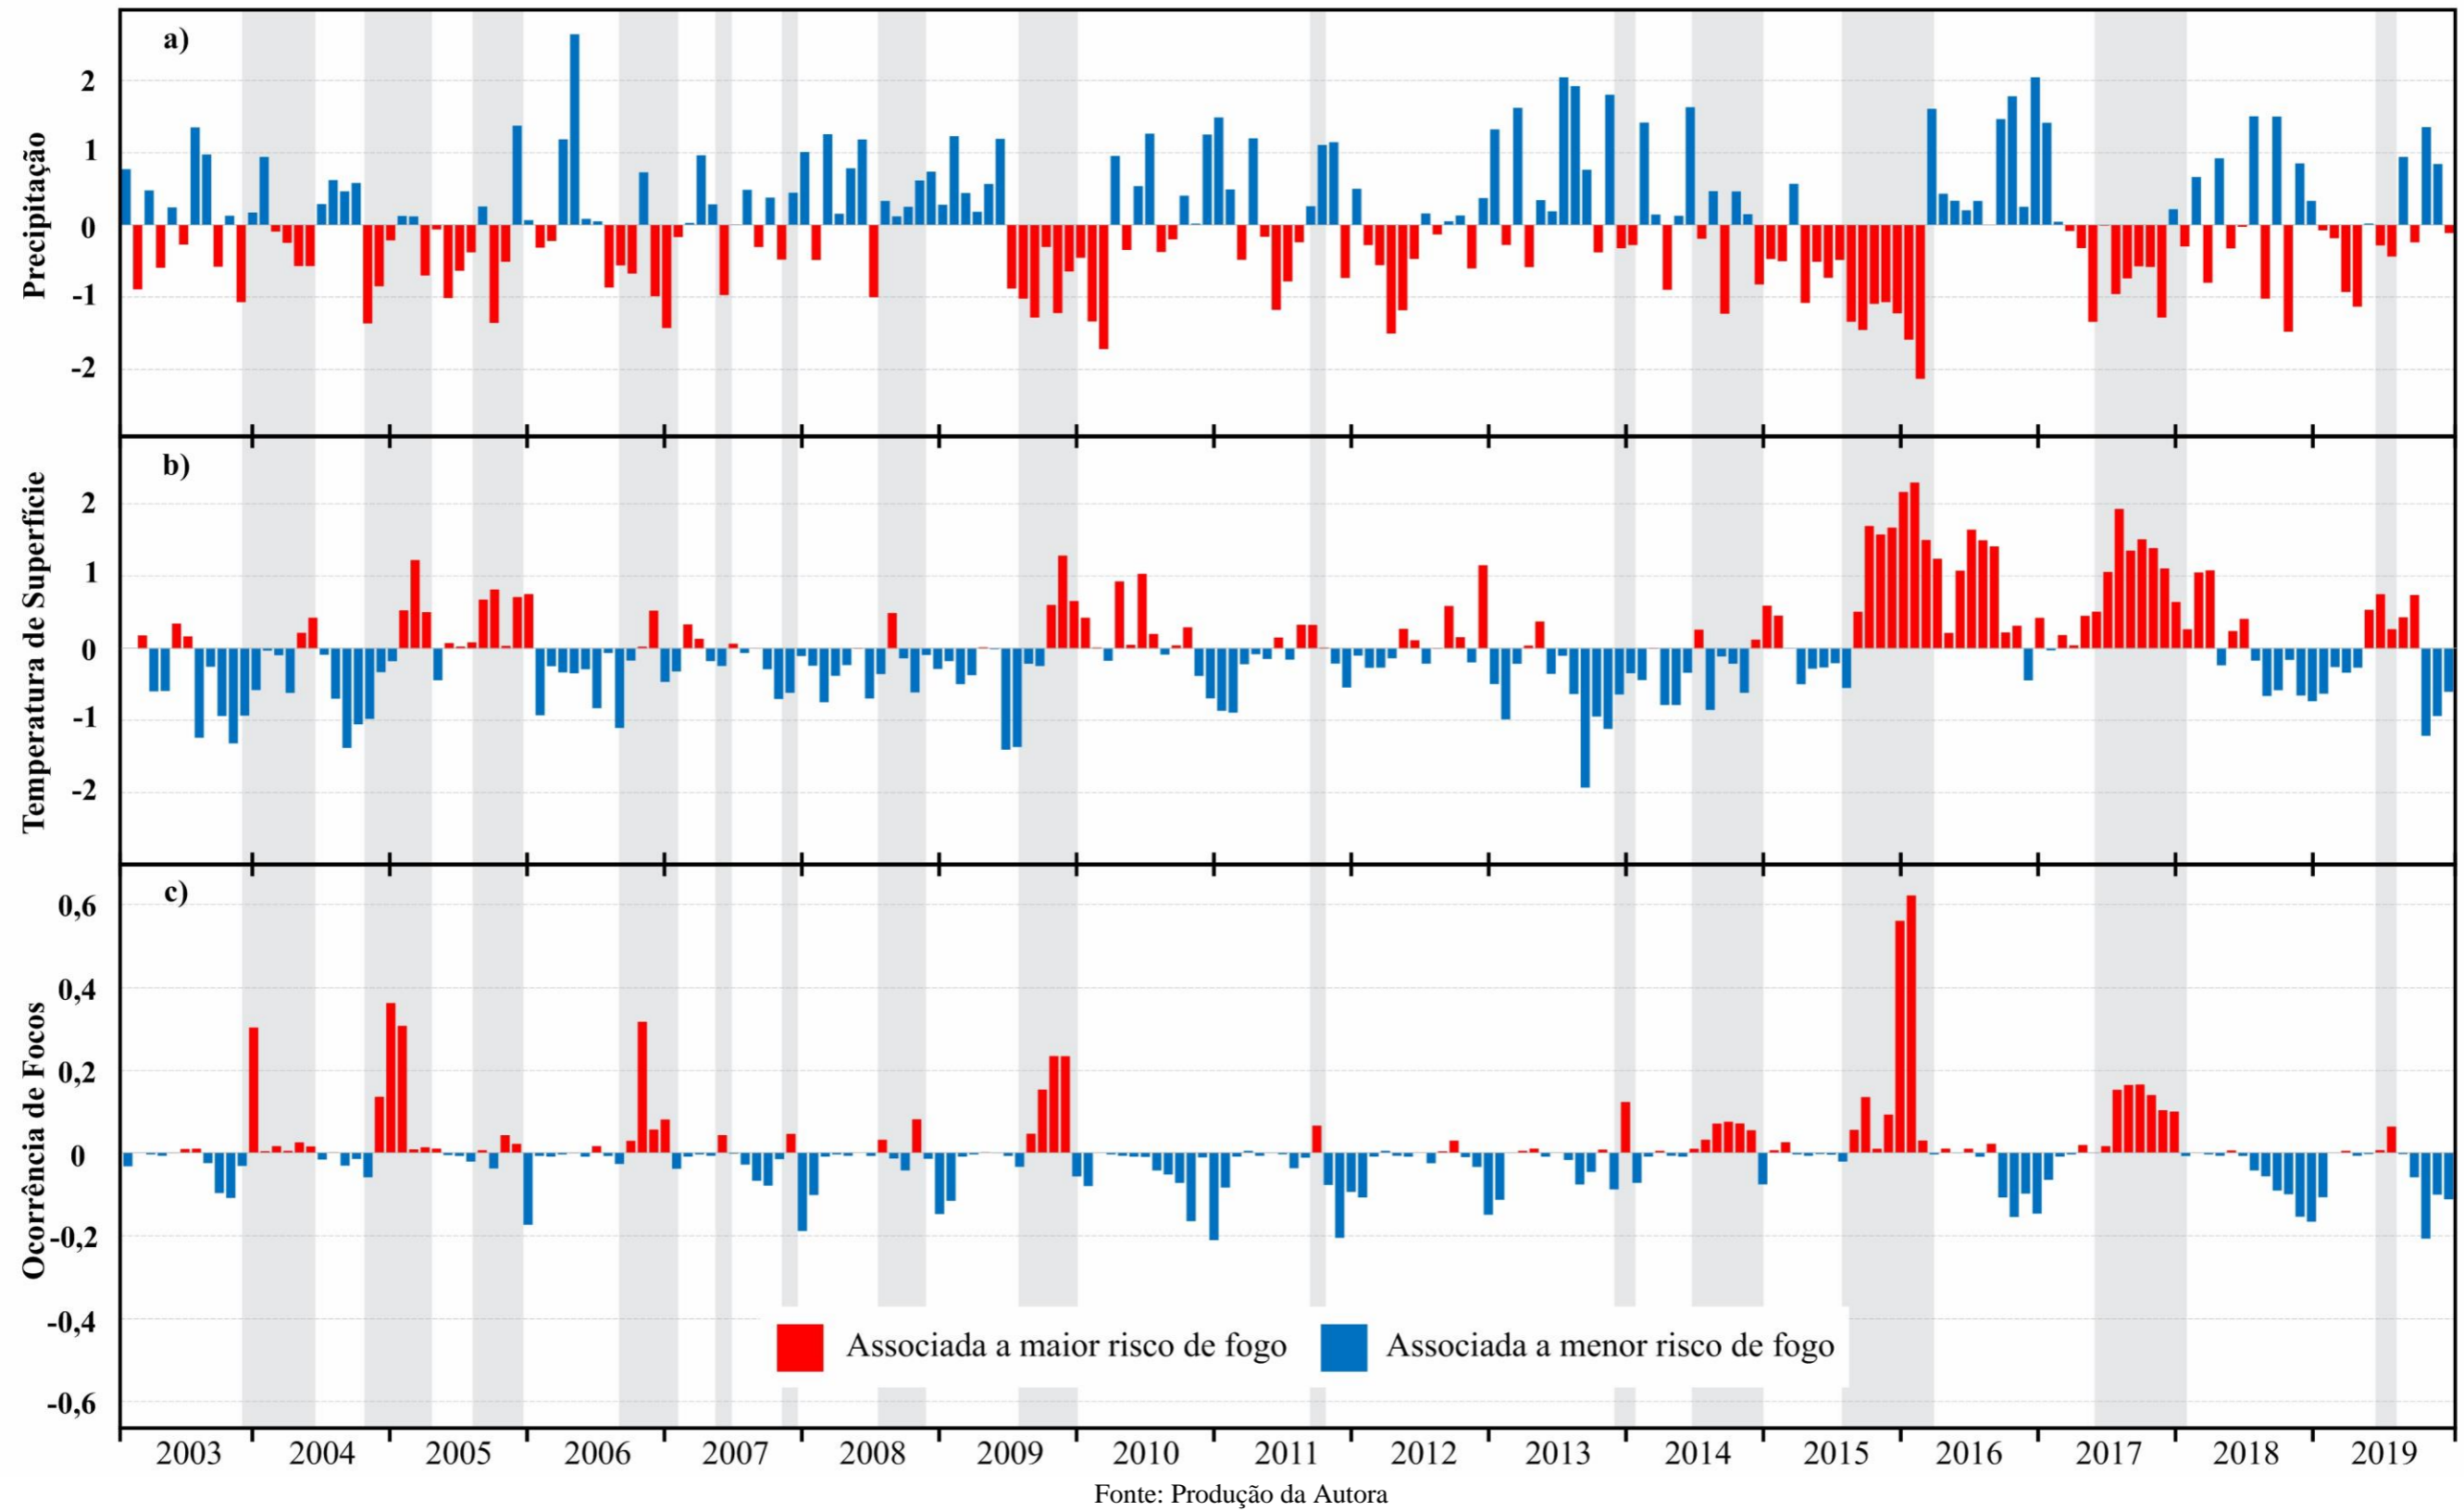 a)
Precipitação
2
1
0
-1
-2
b)
Temperatura de Superfície
2
1
0
-1
-2
c)
Ocorrência de Focos
0,6
0,4
0,2
0
-0,2
-0,4
-0,6
Associada a maior risco de fogo
Associada a menor risco de fogo
2003 2004 2005 2006 2007 2008 2009 2010 2011 2012 2013 2014 2015 2016 2017 2018 2019
Fonte: Produção da Autora